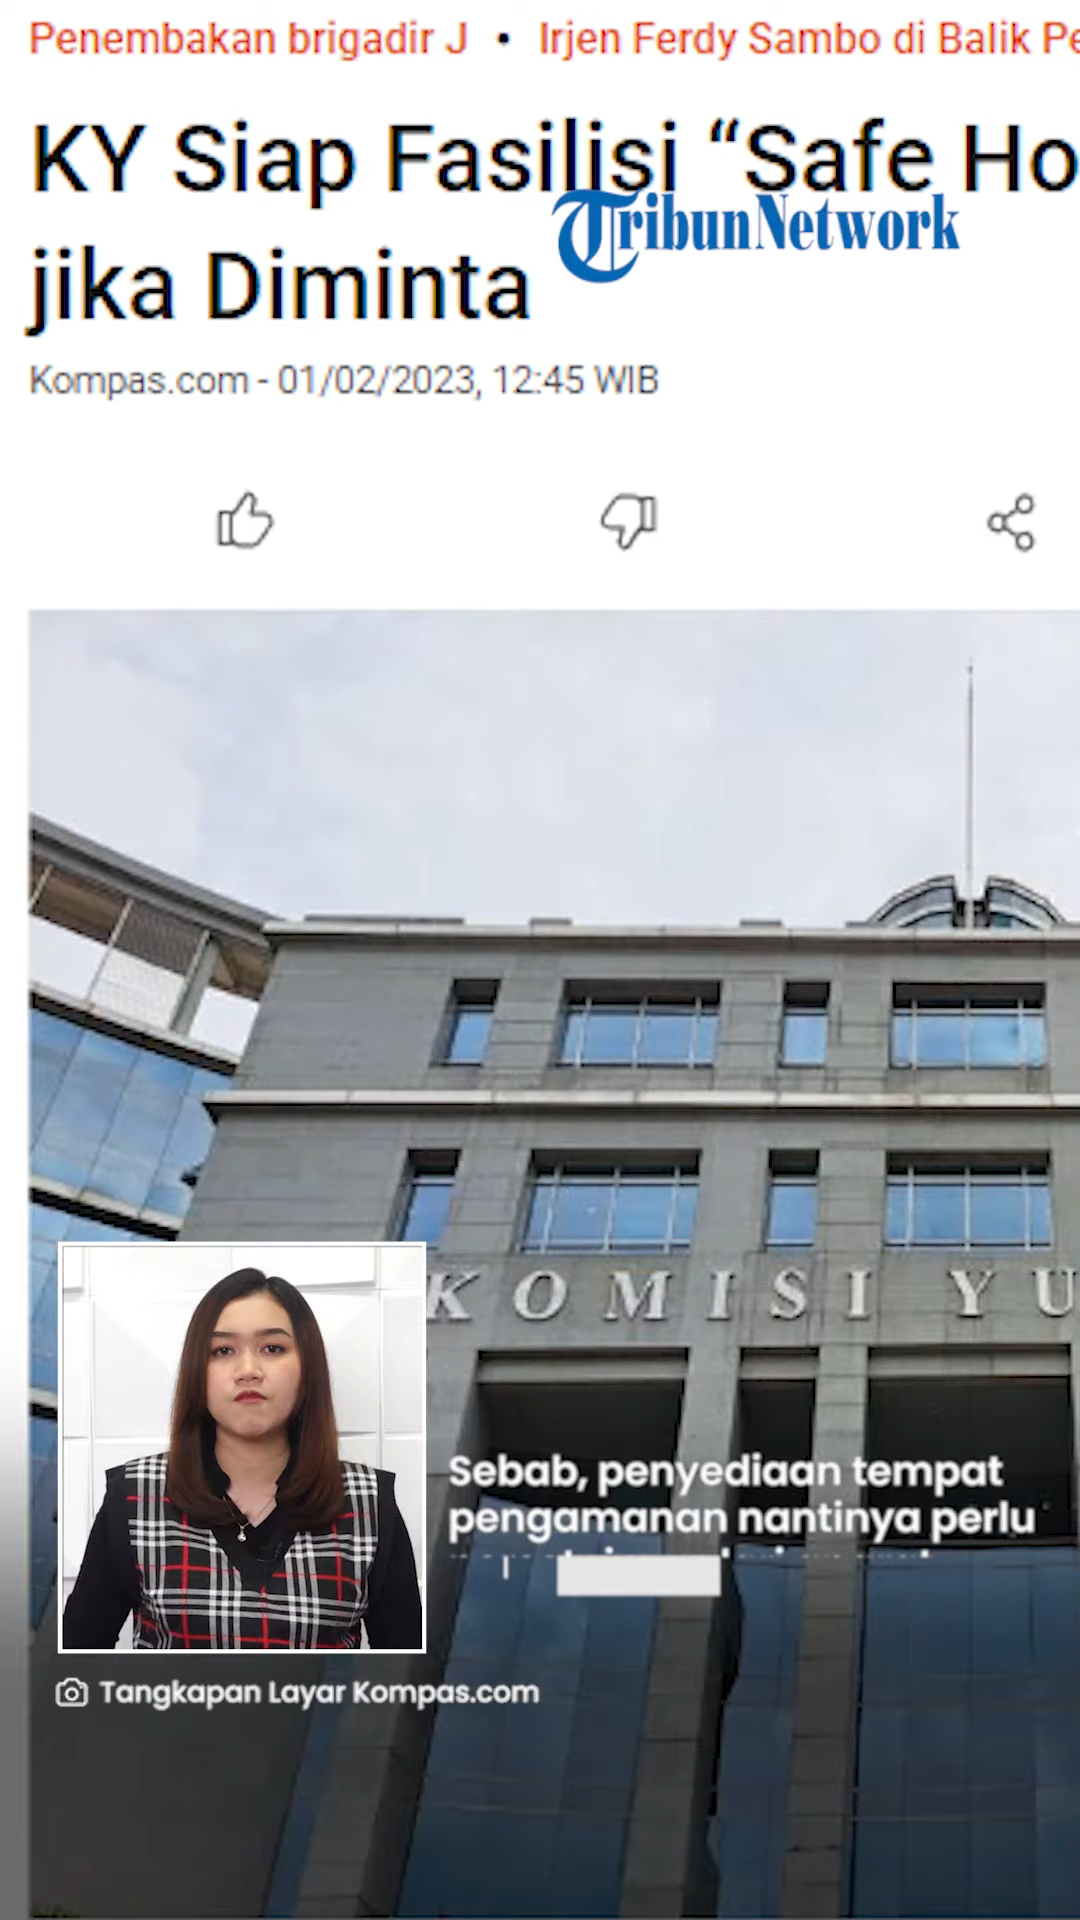 Penembakan brigadir J • Irjen Ferdy Sambo di Balik
KY Siap Fasilisi “Safe Ho
TribunNetwork
jika Diminta
Kompas.com - 01/02/2023, 12:45 WIB
KOMISI YU
Sebab, penyediaan tempat
pengamanan nantinya perlu
Tangkapan Layar Kompas.com